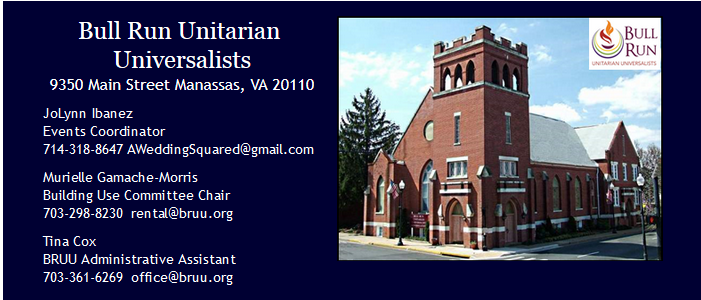 Bull Run Unitarian
Universalists
9350 Main Street Manassas, VA 20110
JoLynn Ibanez
Events Coordinator
714-318-8647 AWeddingSquared@gmail.com
Murielle Gamache-Morris
Building Use Committee Chair
703-298-8230 rental@bruu.org
Tina Cox
BRUU Administrative Assistant
703-361-6269 office@bruu.org
BULL
RUN
UNITARIAN UNIVERSALISTS